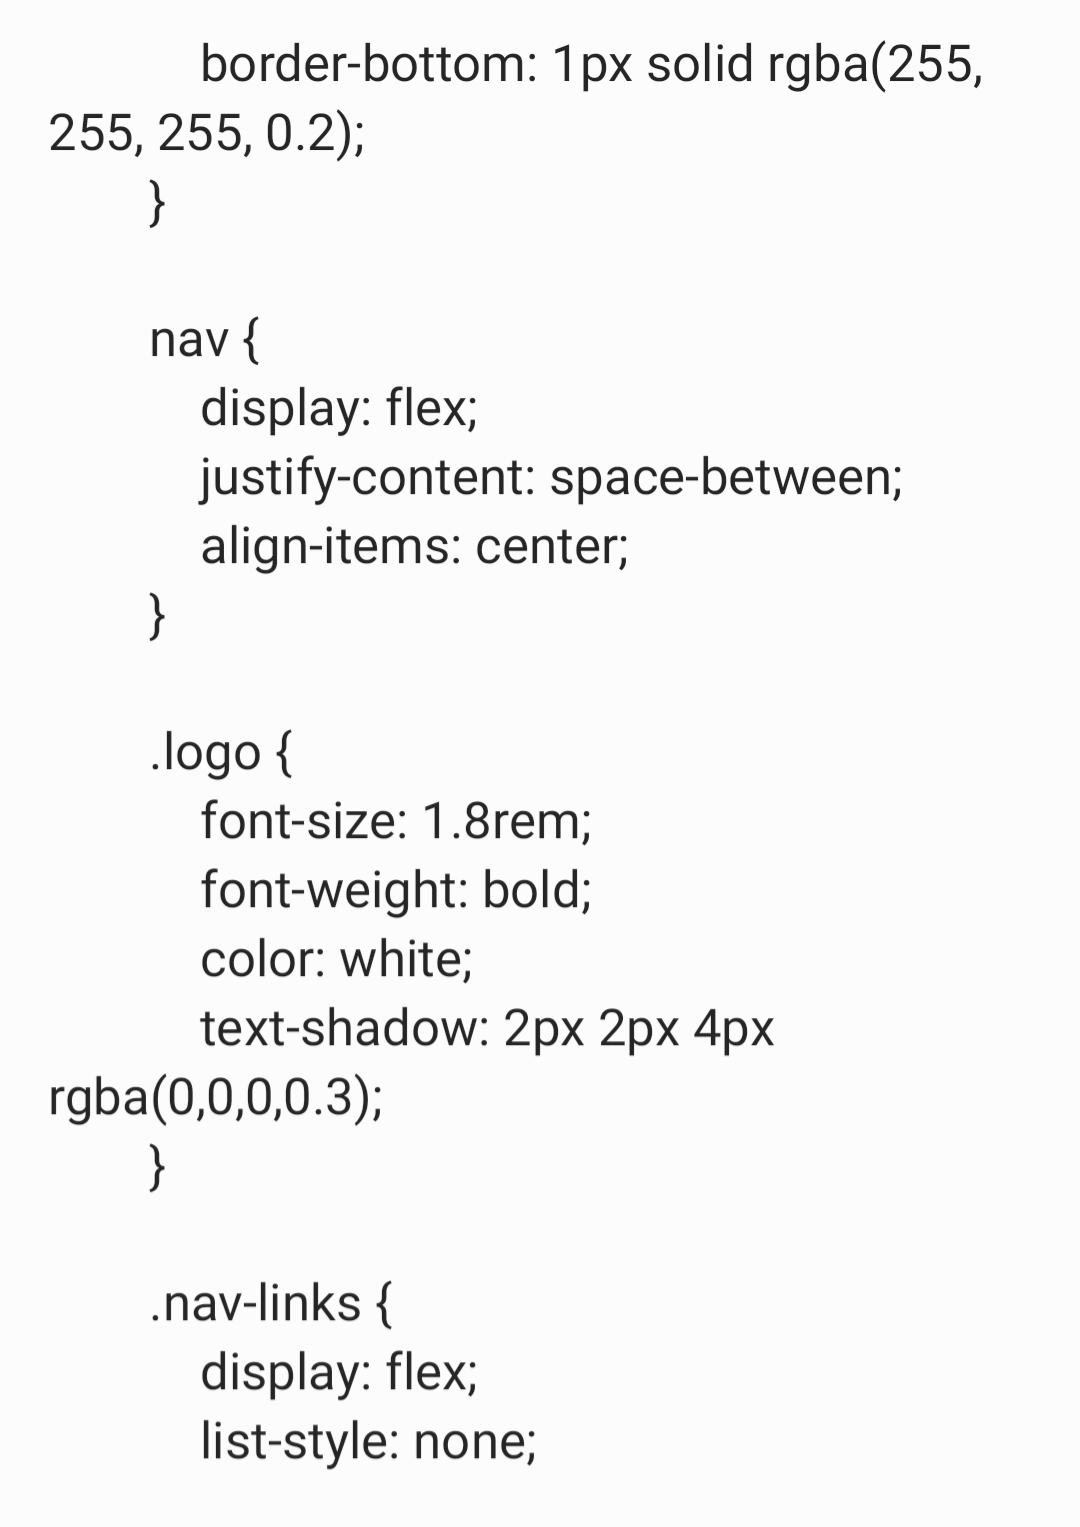 border-bottom: 1px solid rgba(255,
255, 255, 0.2);
}
nav {
display: flex;
justify-content: space-between;
align-items: center;
}
.logo {
font-size: 1.8rem;
font-weight: bold;
color: white;
text-shadow: 2px 2px 4px
rgba(0,0,0,0.3);
}
.nav-links {
display: flex;
list-style: none;